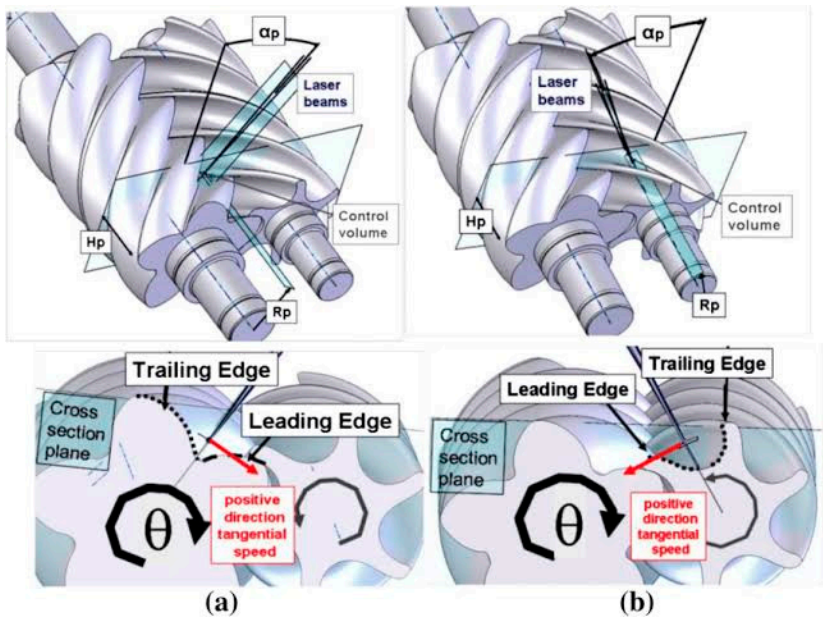 αp
Laser
beams
Control
volume
Hp
Rp
αp
Laser
beams
Control
volume
Hp
Rp
Trailing Edge
Leading Edge
Cross
section
plane
θ
positive
direction
tangential
speed
(a)
Trailing Edge
Leading Edge
Cross
section
plane
θ
positive
direction
tangential
speed
(b)